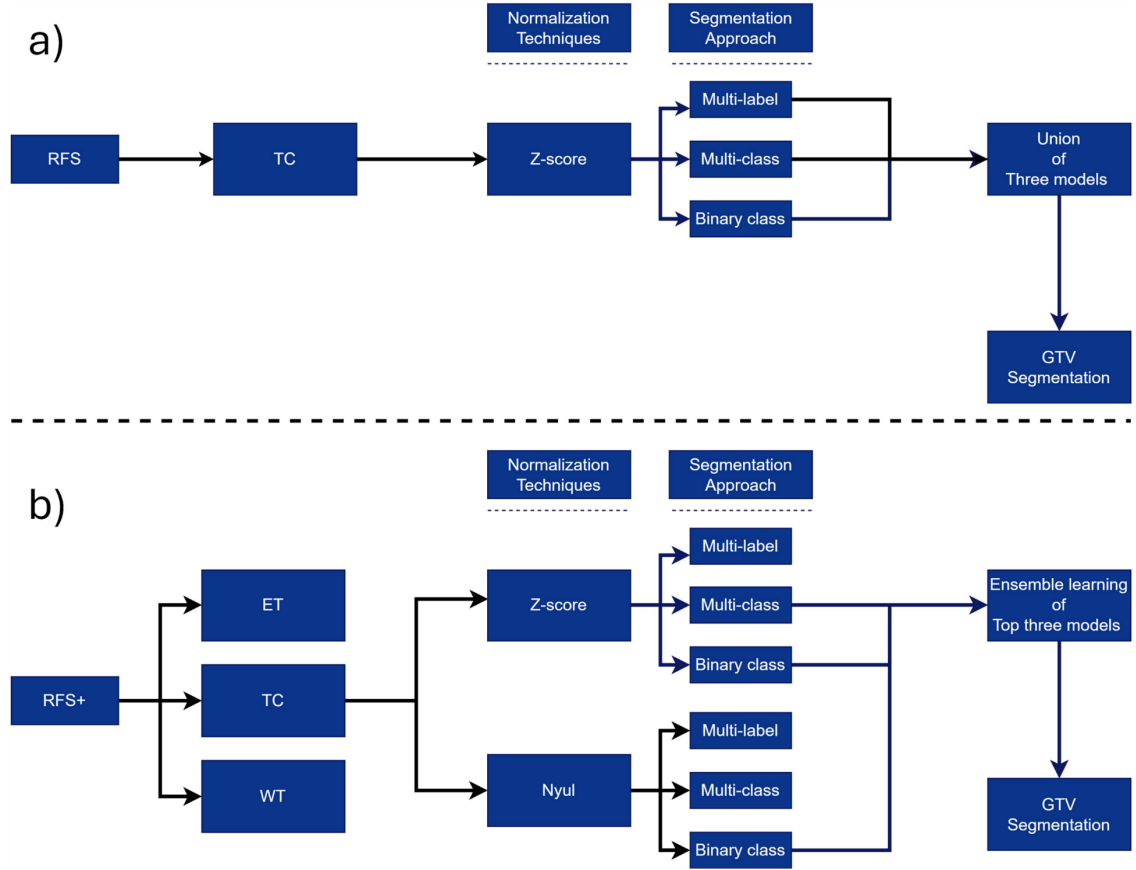 a)
Normalization
Techniques
Segmentation
Approach
RFS
TC
Z-score
Multi-label
Multi-class
Binary class
Union
of
Three models
GTV
Segmentation
b)
Normalization
Techniques
Segmentation
Approach
RFS+
ET
TC
WT
Z-score
Nyul
Multi-label
Multi-class
Binary class
Multi-label
Multi-class
Binary class
Ensemble learning
of
Top three models
GTV
Segmentation